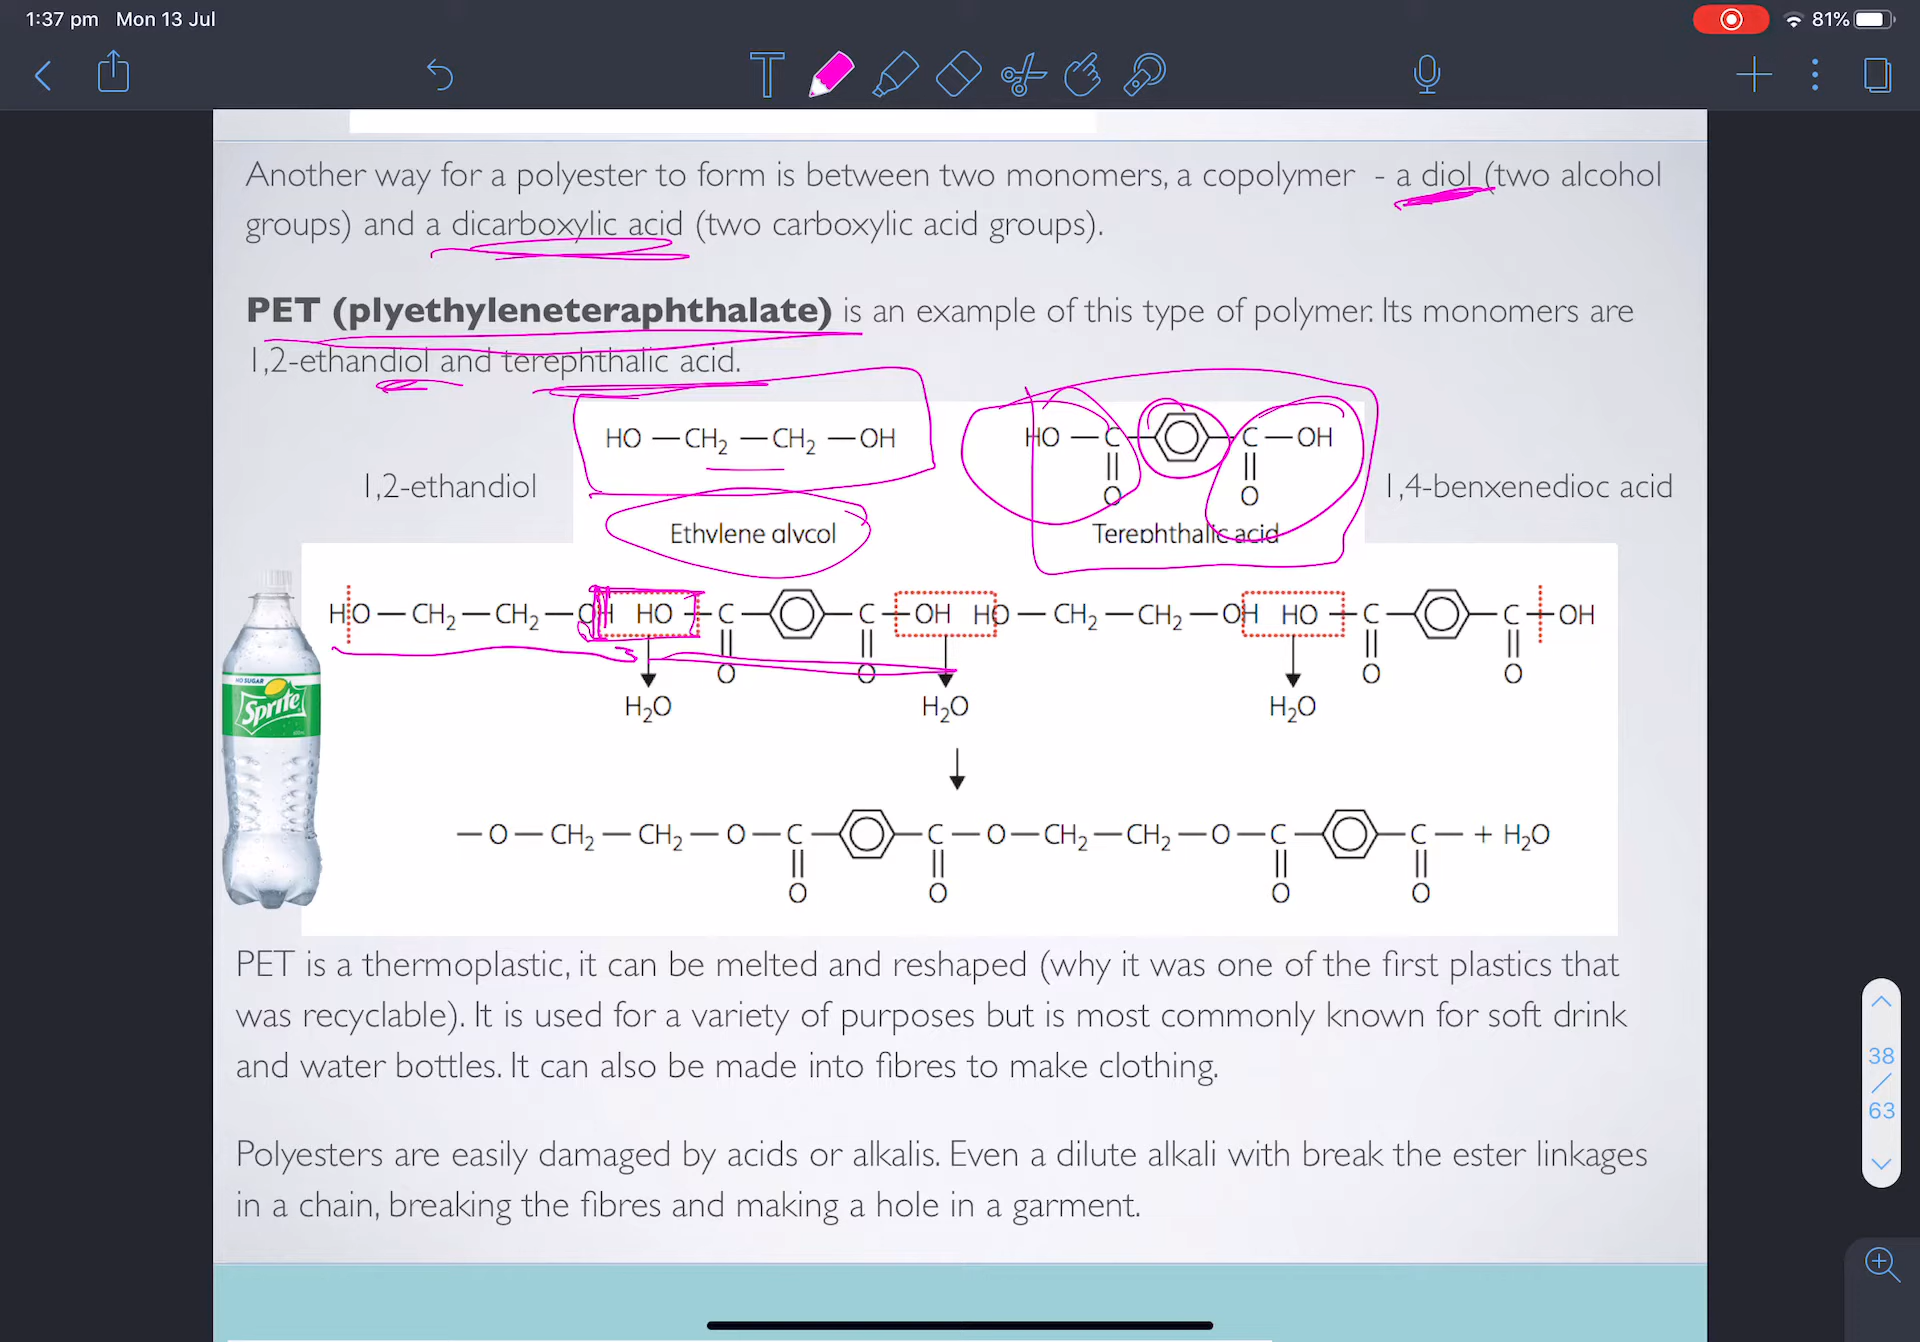 1:37 pm Mon 13 Jul
81%
Another way for a polyester to form is between two monomers, a copolymer - a diol (two alcohol
groups) and a dicarboxylic acid (two carboxylic acid groups).
PET (plyethyleneteraphthalate) is an example of this type of polymer. Its monomers are
1,2-ethandiol and terephthalic acid.
HO — CH₂ — CH₂ — OH
HO — C — C — OH
O O
1,2-ethandiol
1,4-benxenedioc acid
Ethylene glycol
Terephthalic acid
HO — CH₂ — CH₂ — OH HO — C — C — OH HO — CH₂ — CH₂ — OH HO — C — C — OH
O O O O
H₂O H₂O H₂O
NO SUGAR
Sprite
— O — CH₂ — CH₂ — O — C — C — O — CH₂ — CH₂ — O — C — C — + H₂O
O O O O
PET is a thermoplastic, it can be melted and reshaped (why it was one of the first plastics that
was recyclable). It is used for a variety of purposes but is most commonly known for soft drink
and water bottles. It can also be made into fibres to make clothing.
38
/
63
Polyesters are easily damaged by acids or alkalis. Even a dilute alkali with break the ester linkages
in a chain, breaking the fibres and making a hole in a garment.